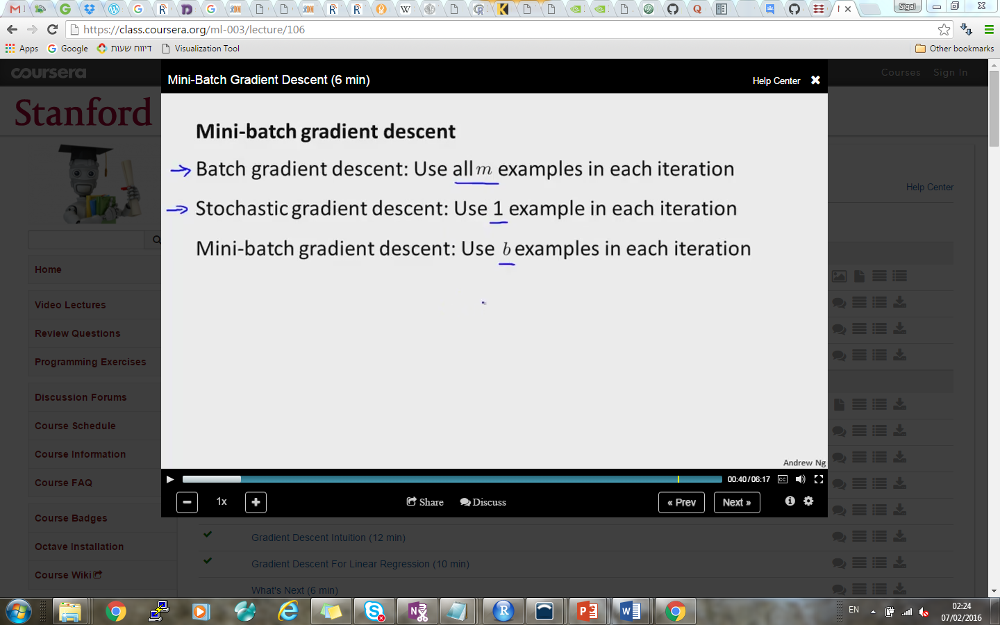 Sigal
https://class.coursera.org/ml-003/lecture/106
Apps
Google
דיווח שעות
Visualization Tool
Other bookmarks
coursera
Courses
Sign In
Mini-Batch Gradient Descent (6 min)
Help Center
Stanford
Mini-batch gradient descent
Batch gradient descent: Use all m examples in each iteration
Stochastic gradient descent: Use 1 example in each iteration
Mini-batch gradient descent: Use b examples in each iteration
Andrew Ng
Help Center
Home
Video Lectures
Review Questions
Programming Exercises
Discussion Forums
Course Schedule
Course Information
Course FAQ
Course Badges
Octave Installation
Course Wiki
00:40/06:17
CC
1x
Share
Discuss
« Prev
Next »
Gradient Descent Intuition (12 min)
Gradient Descent For Linear Regression (10 min)
What's Next (6 min)
EN
02:24
07/02/2016